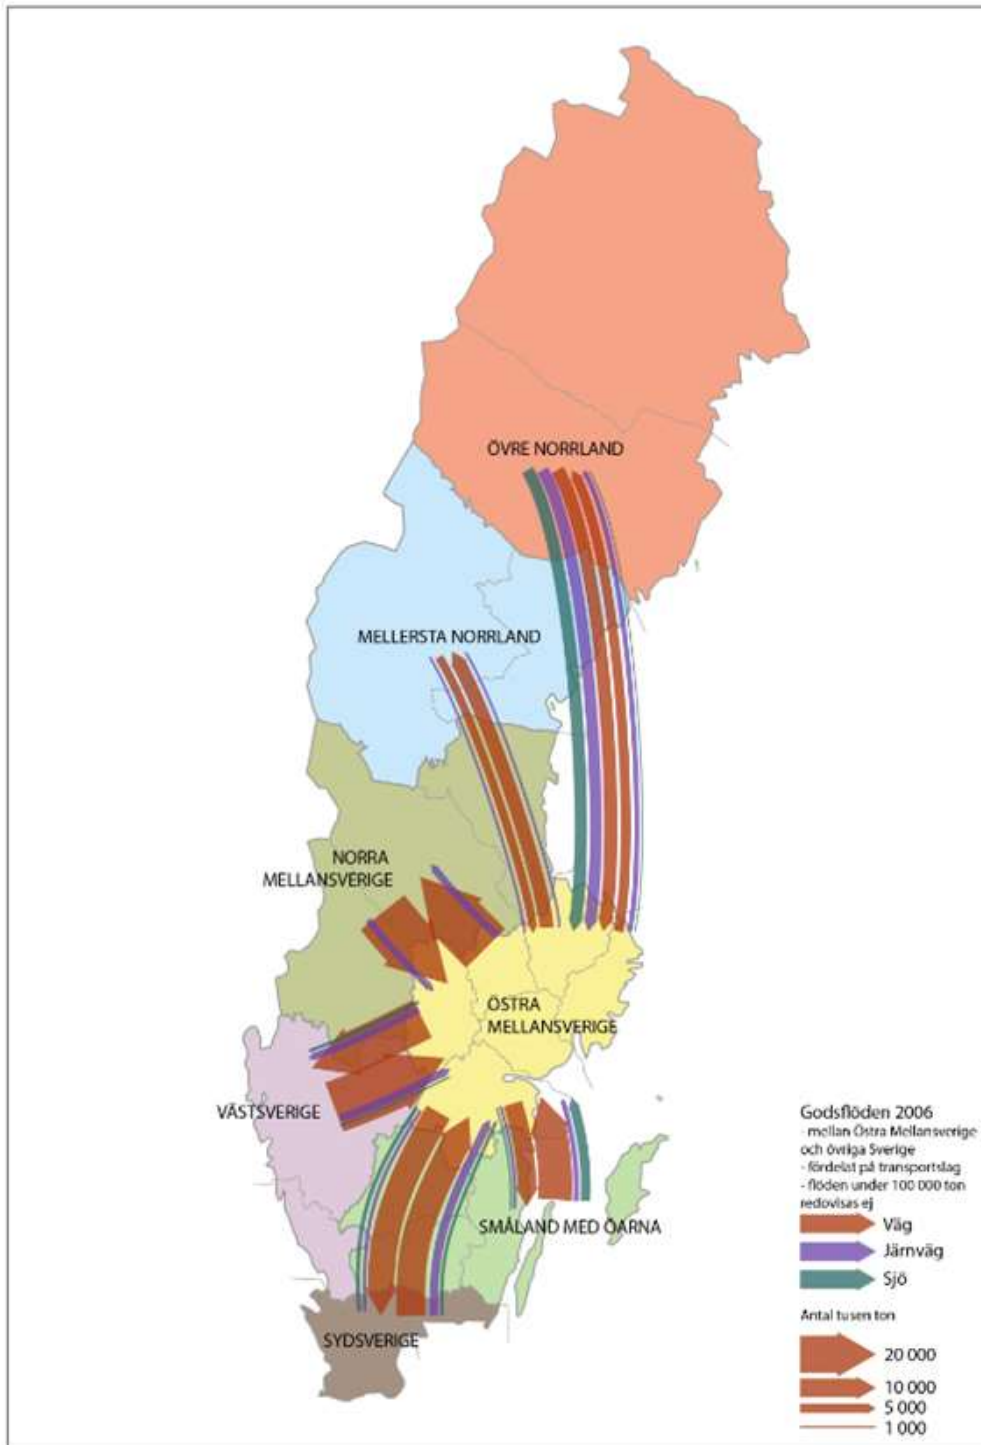 ÖVRE NORRLAND
MELLERSTA NORRLAND
NORRA
MELLANSVERIGE
ÖSTRA
MELLANSVERIGE
VÄSTSVERIGE
SMÅLAND MED ÖARNA
SYDSVERIGE
Godsflöden 2006
- mellan Östra Mellansverige
och övriga Sverige
- fördelat på transportslag
- flöden under 100 000 ton
redovisas ej
Väg
Järnväg
Sjö
Antal tusen ton
20 000
10 000
5 000
1 000